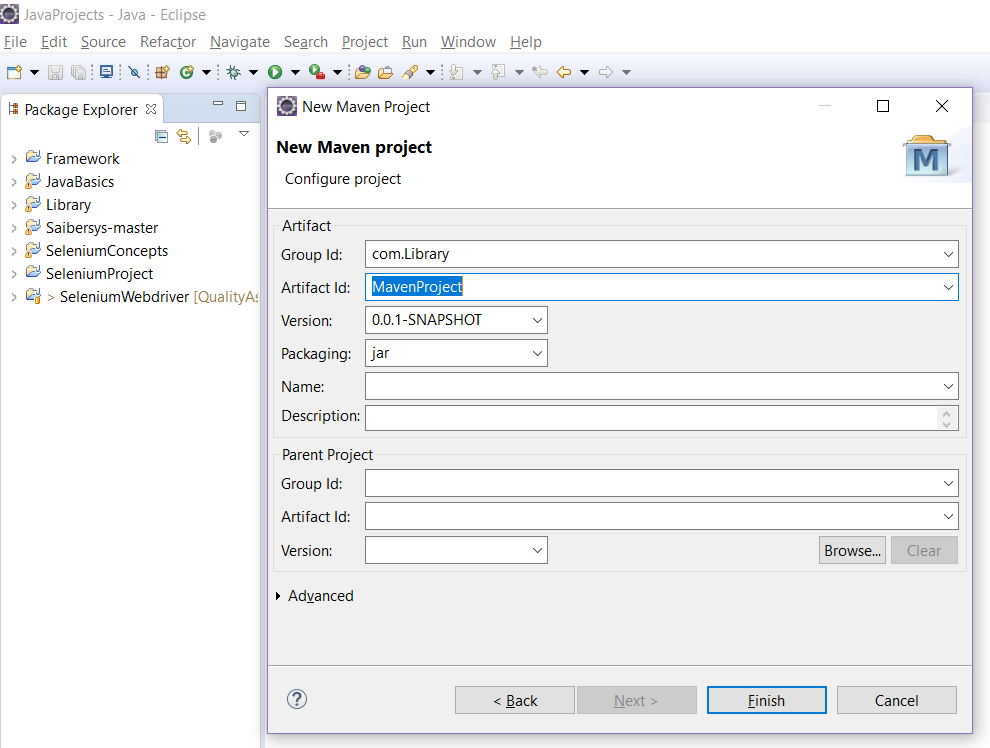 JavaProjects - Java - Eclipse
File Edit Source Refactor Navigate Search Project Run Window Help
Package Explorer
Framework
JavaBasics
Library
Saibersys-master
SeleniumConcepts
SeleniumProject
> SeleniumWebdriver [QualityAs
New Maven Project
New Maven project
Configure project
M
Artifact
Group Id: com.Library
Artifact Id: MavenProject
Version: 0.0.1-SNAPSHOT
Packaging: jar
Name:
Description:
Parent Project
Group Id:
Artifact Id:
Version: Browse... Clear
Advanced
? < Back Next > Finish Cancel